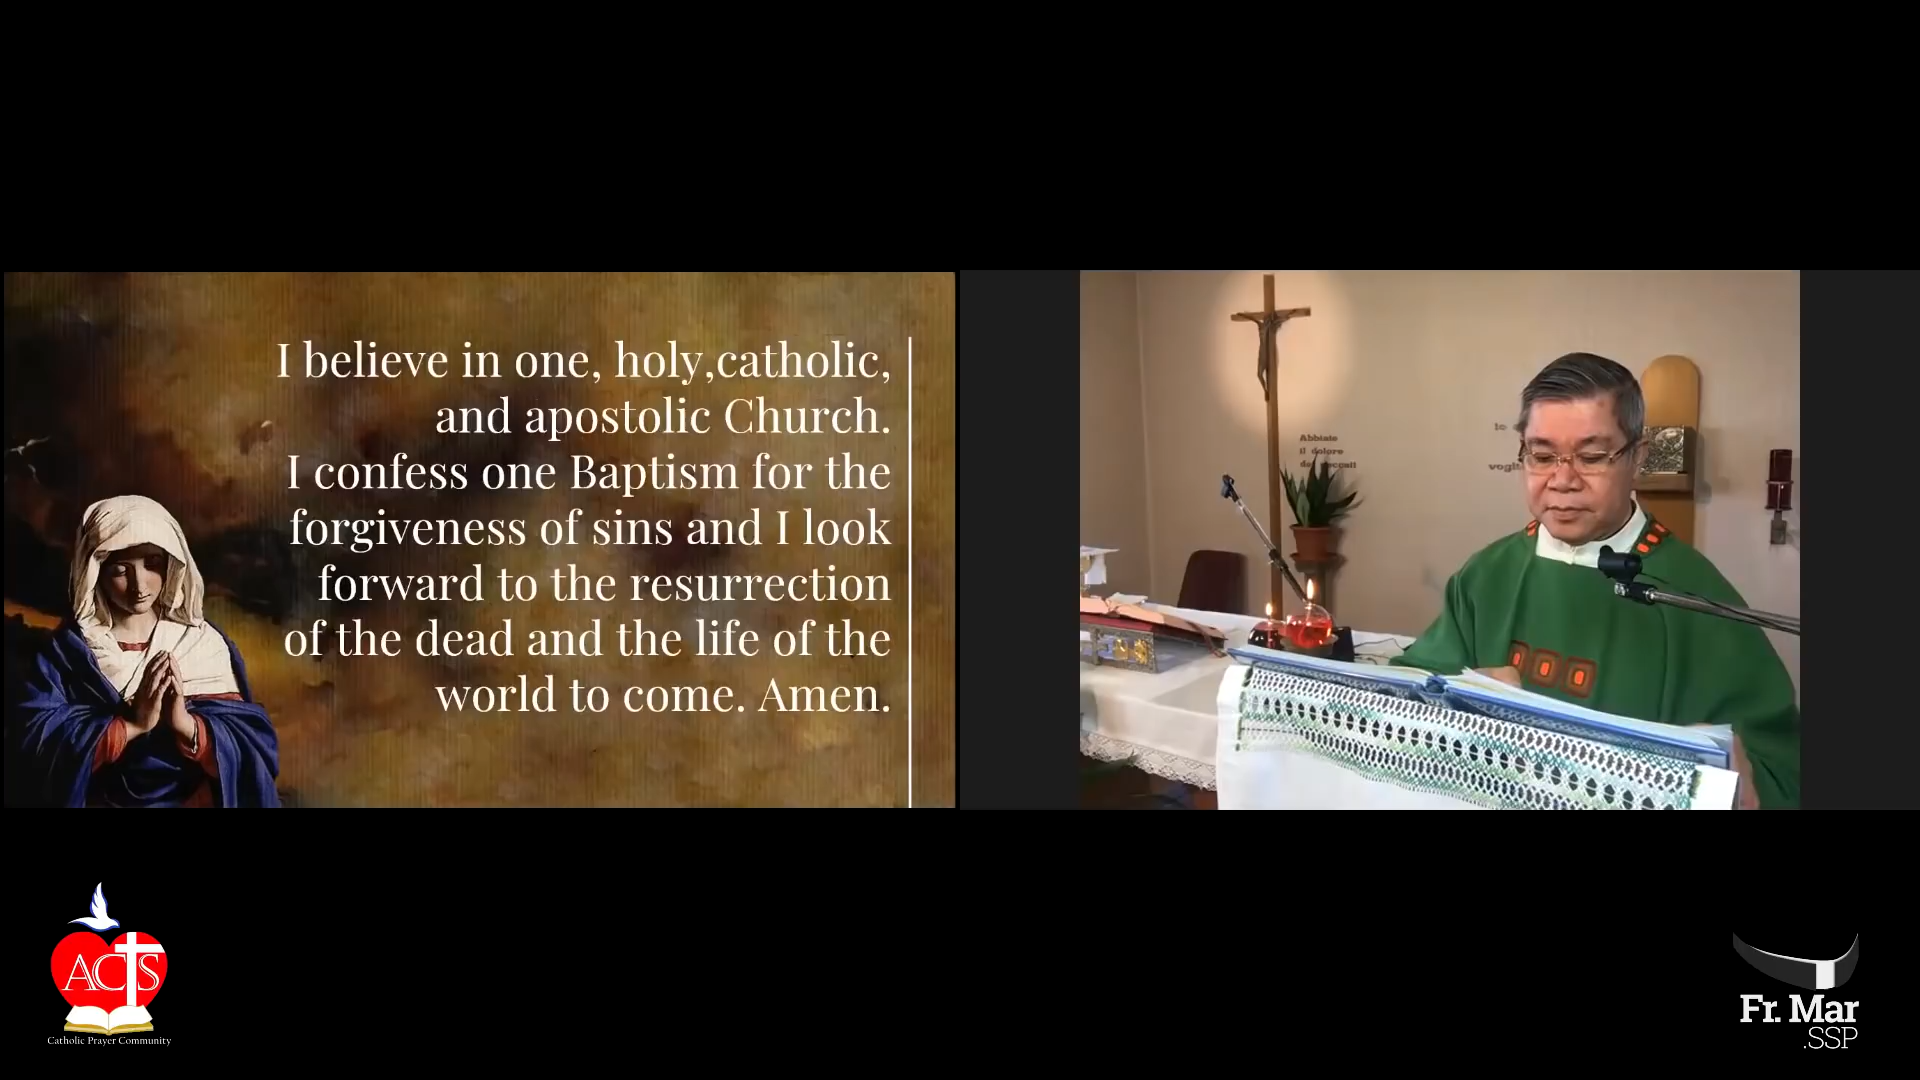 I believe in one, holy,catholic,
and apostolic Church.
I confess one Baptism for the
forgiveness of sins and I look
forward to the resurrection
of the dead and the life of the
world to come. Amen.
Abbiate
il dolore
dei peccati
ACTS
Catholic Prayer Community
Fr. Mar
.SSP